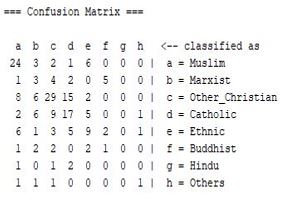 === Confusion Matrix ===
a b c d e f g h <-- classified as
24 3 2 1 6 0 0 0 | a = Muslim
1 3 4 2 0 5 0 0 | b = Marxist
8 6 29 15 2 0 0 0 | c = Other_Christian
2 6 9 17 5 0 0 1 | d = Catholic
6 1 3 5 9 2 0 1 | e = Ethnic
1 2 2 0 2 1 0 0 | f = Buddhist
1 0 1 2 0 0 0 0 | g = Hindu
1 1 1 0 0 0 0 1 | h = Others